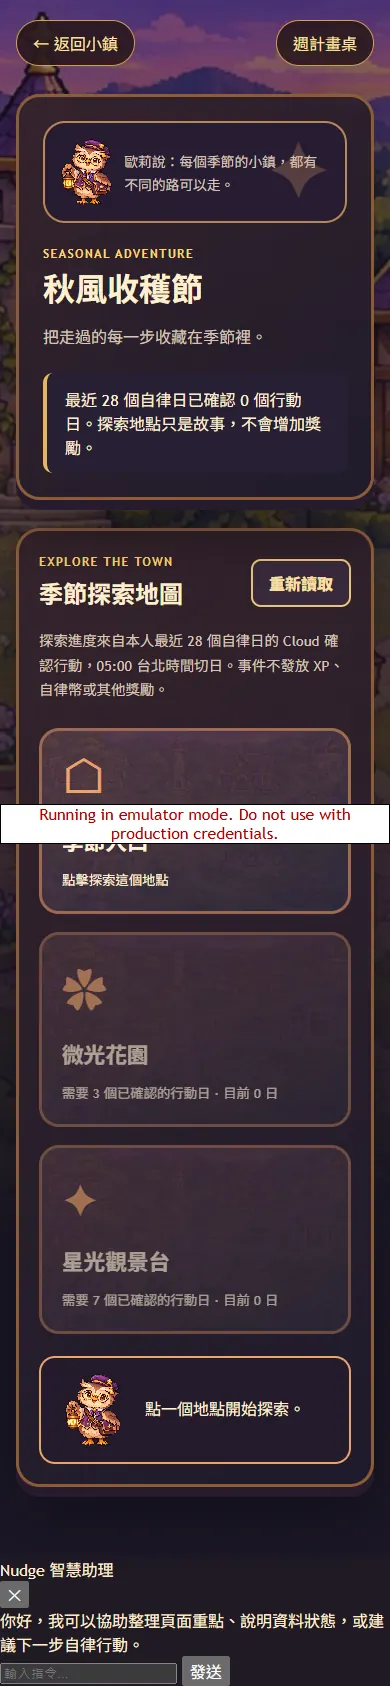 ← 返回小鎮
週計畫桌
歐莉說：每個季節的小鎮，都有
不同的路可以走。
SEASONAL ADVENTURE
秋風收穫節
把走過的每一步收藏在季節裡。
最近 28 個自律日已確認 0 個行動
日。探索地點只是故事，不會增加獎
勵。
EXPLORE THE TOWN
季節探索地圖
重新讀取
探索進度來自本人最近 28 個自律日的 Cloud 確
認行動，05:00 台北時間切日。事件不發放 XP、
自律幣或其他獎勵。
Running in emulator mode. Do not use with
production credentials.
季節入口
點擊探索這個地點
微光花園
需要 3 個已確認的行動日 · 目前 0 日
星光觀景台
需要 7 個已確認的行動日 · 目前 0 日
點一個地點開始探索。
Nudge 智慧助理
×
你好，我可以協助整理頁面重點、說明資料狀態，或建
議下一步自律行動。
輸入指令...
發送